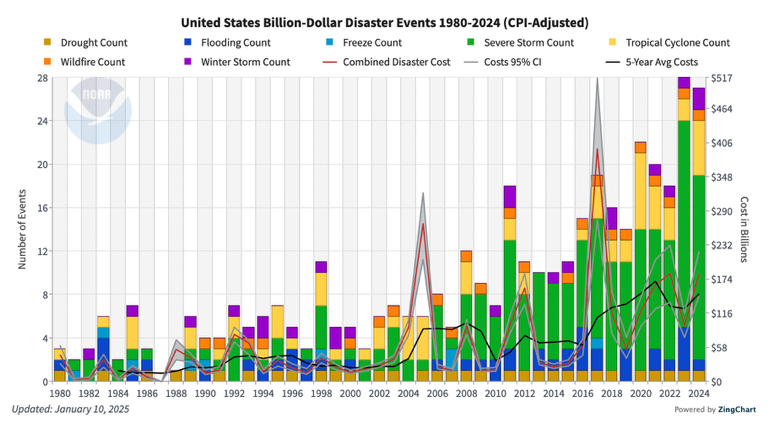 United States Billion-Dollar Disaster Events 1980-2024 (CPI-Adjusted)
Drought Count Flooding Count Freeze Count Severe Storm Count Tropical Cyclone Count
Wildfire Count Winter Storm Count Combined Disaster Cost Costs 95% CI 5-Year Avg Costs
28 $517
NOAA
24 $464
$406
20
$348
16 $290
12 $232
8 $174
$116
4
$58
0 $0
Number of Events
Cost in Billions
1980 1982 1984 1986 1988 1990 1992 1994 1996 1998 2000 2002 2004 2006 2008 2010 2012 2014 2016 2018 2020 2022 2024
Updated: January 10, 2025
Powered by ZingChart